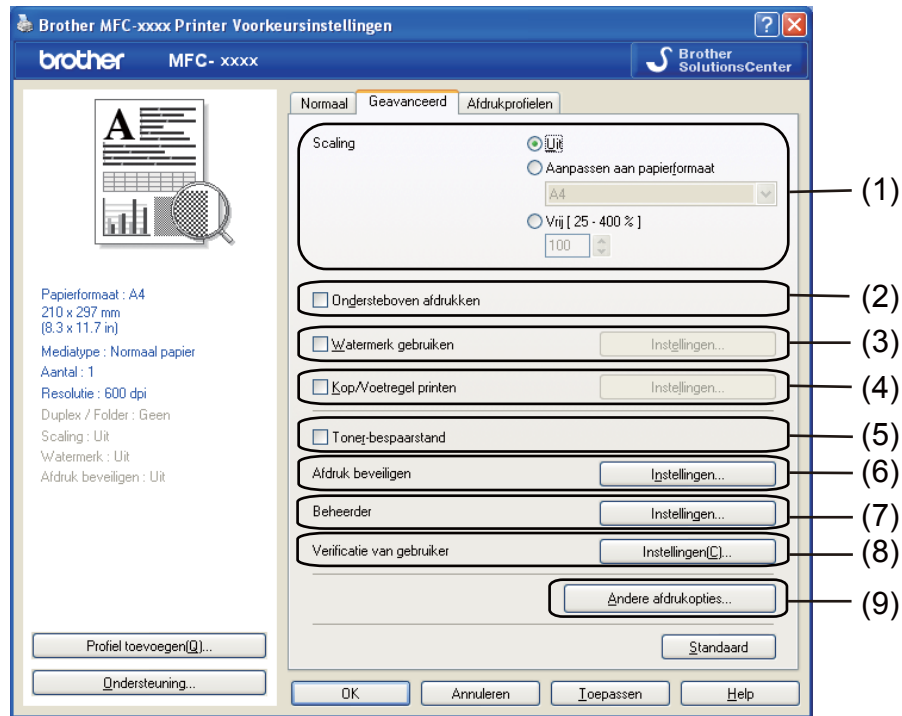 Brother MFC-xxxx Printer Voorkeursinstellingen
brother MFC- xxxx
Brother
SolutionsCenter
A
Papierformaat : A4
210 x 297 mm
(8.3 x 11.7 in)
Mediatype : Normaal papier
Aantal : 1
Resolutie : 600 dpi
Duplex / Folder : Geen
Scaling : Uit
Watermerk : Uit
Afdruk beveiligen : Uit
Profiel toevoegen(Q)...
Ondersteuning...
Normaal Geavanceerd Afdrukprofielen
Scaling
Uit
Aanpassen aan papierformaat
A4
Vrij [ 25 - 400 % ]
100
(1)
Ondersteboven afdrukken
(2)
Watermerk gebruiken Instellingen...
(3)
Kop/Voetregel printen Instellingen...
(4)
Toner-bespaarstand
(5)
Afdruk beveiligen Instellingen...
(6)
Beheerder Instellingen...
(7)
Verificatie van gebruiker Instellingen(C)...
(8)
Andere afdrukopties...
(9)
Standaard
OK Annuleren Toepassen Help